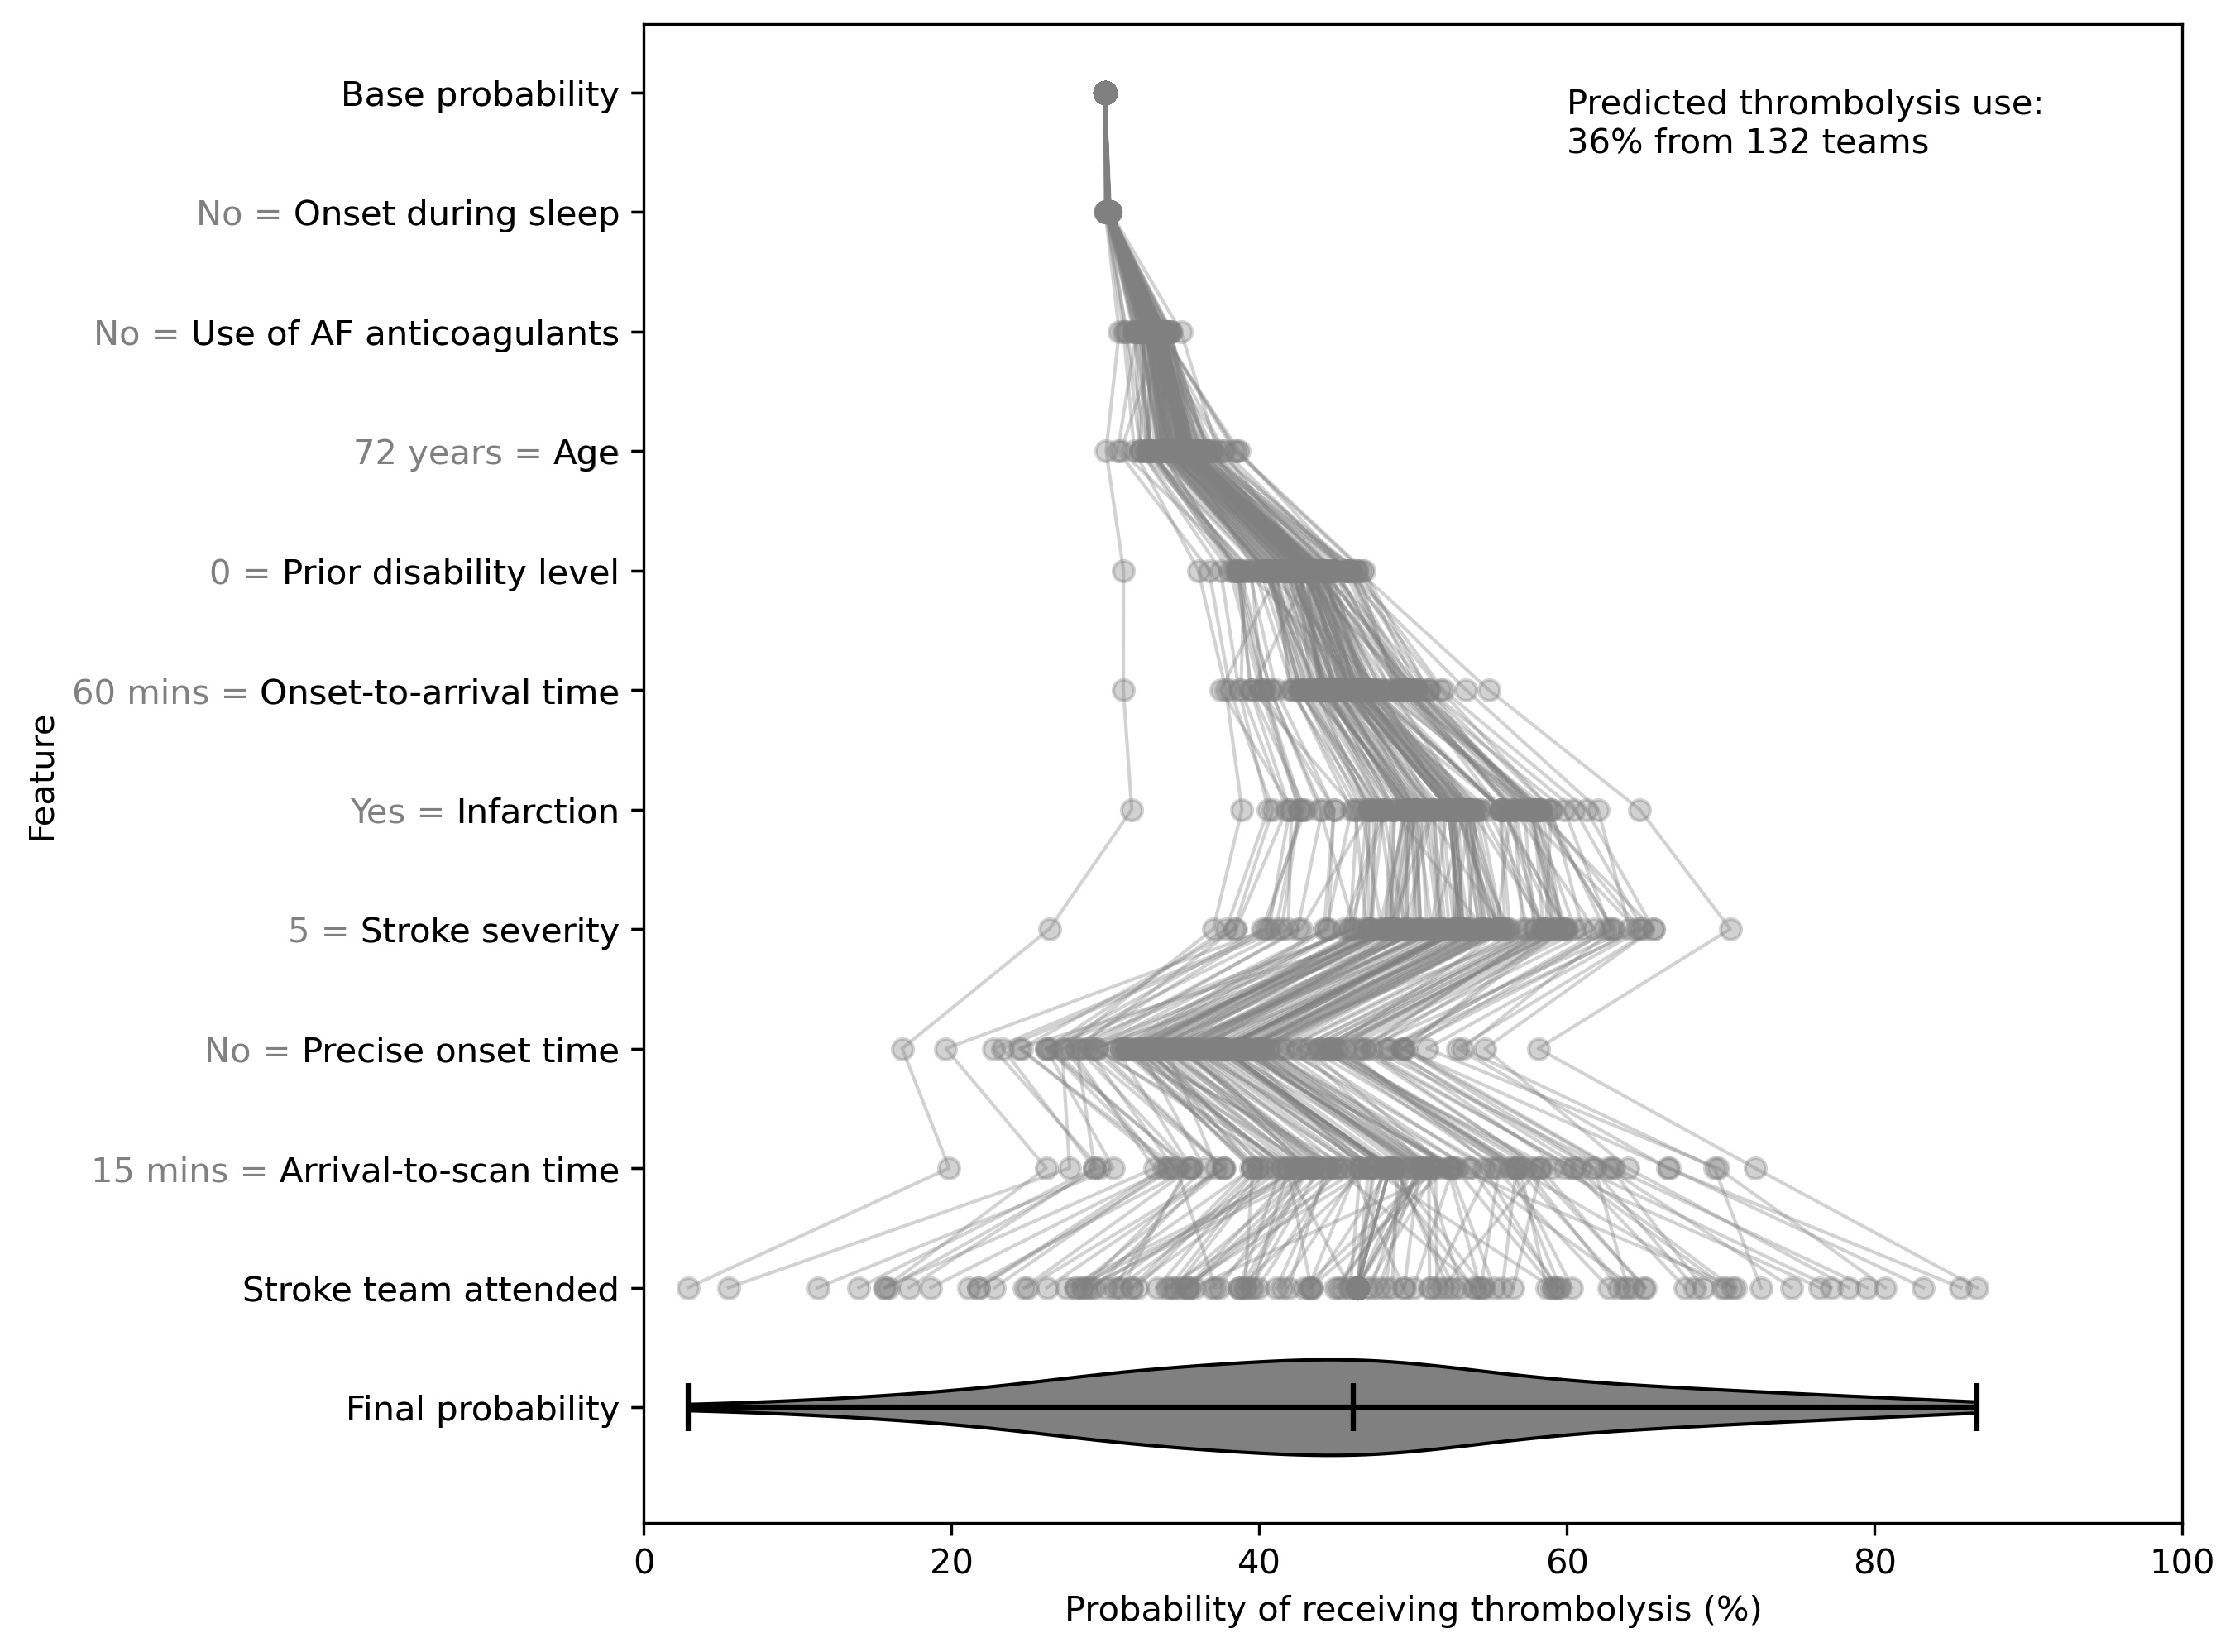 Predicted thrombolysis use:
36% from 132 teams
Feature
Base probability
No = Onset during sleep
No = Use of AF anticoagulants
72 years = Age
0 = Prior disability level
60 mins = Onset-to-arrival time
Yes = Infarction
5 = Stroke severity
No = Precise onset time
15 mins = Arrival-to-scan time
Stroke team attended
Final probability
0 20 40 60 80 100
Probability of receiving thrombolysis (%)